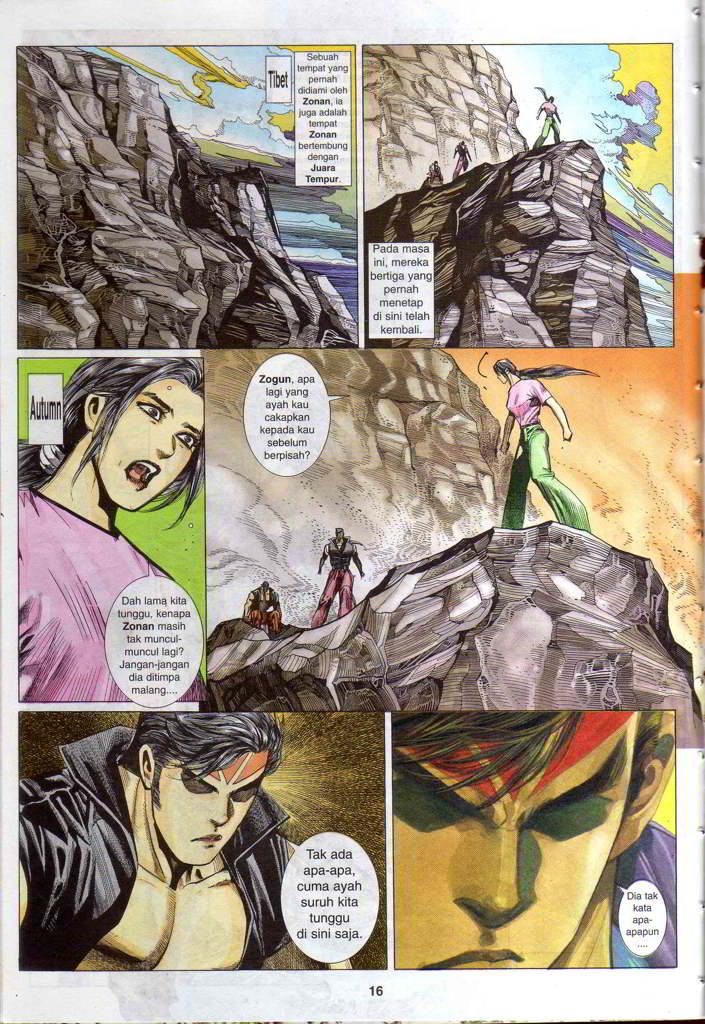 Tibet
Sebuah
tempat yang
pernah
didiami oleh
Zonan, ia
juga adalah
tempat
Zonan
bertembung
dengan
Juara
Tempur.
Pada masa
ini, mereka
bertiga yang
pernah
menetap
di sini telah
kembali.
Autumn
Dah lama kita
tunggu, kenapa
Zonan masih
tak muncul-
muncul lagi?
Jangan-jangan
dia ditimpa
malang....
Zogun, apa
lagi yang
ayah kau
cakapkan
kepada kau
sebelum
berpisah?
Tak ada
apa-apa,
cuma ayah
suruh kita
tunggu
di sini saja.
Dia tak
kata
apa-
apapun
....
16